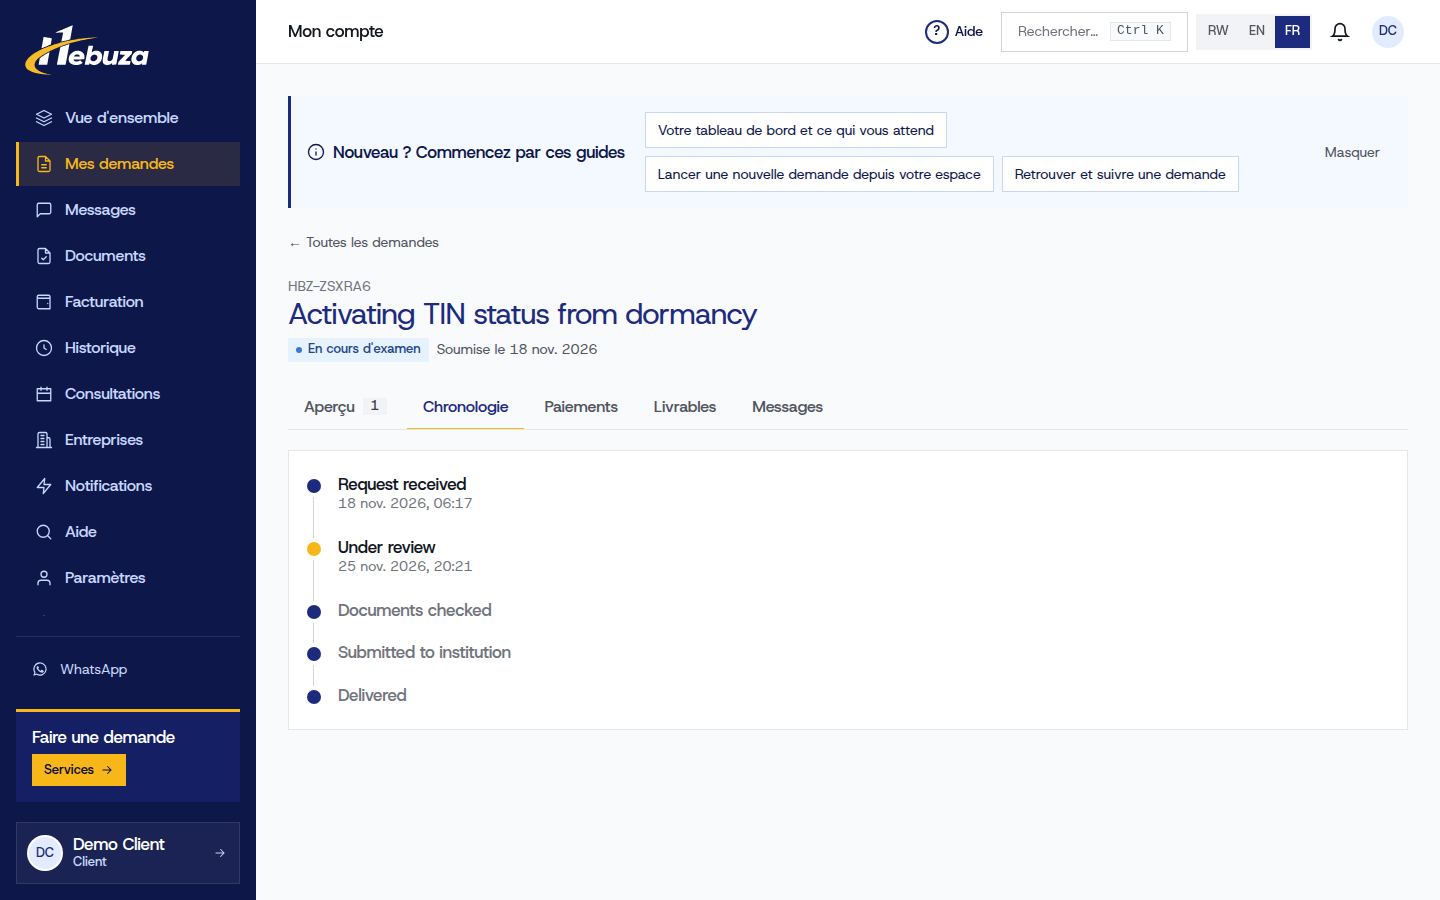 Hebuza
Vue d'ensemble
Mes demandes
Messages
Documents
Facturation
Historique
Consultations
Entreprises
Notifications
Aide
Paramètres
WhatsApp
Faire une demande
Services →
DC
Demo Client
Client
→
Mon compte
? Aide
Rechercher... Ctrl K
RW EN FR
DC
Nouveau ? Commencez par ces guides
Votre tableau de bord et ce qui vous attend
Lancer une nouvelle demande depuis votre espace
Retrouver et suivre une demande
Masquer
← Toutes les demandes
HBZ-ZSXRA6
Activating TIN status from dormancy
En cours d'examen Soumise le 18 nov. 2026
Aperçu 1 Chronologie Paiements Livrables Messages
Request received
18 nov. 2026, 06:17
Under review
25 nov. 2026, 20:21
Documents checked
Submitted to institution
Delivered